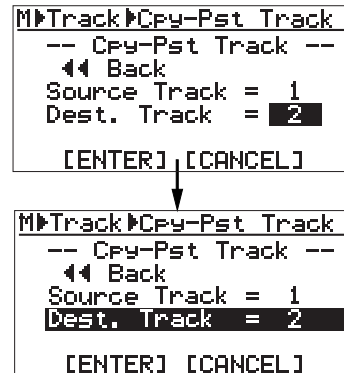 M▶Track▶Cpy-Pst Track
-- Cpy-Pst Track --
◀◀ Back
Source Track = 1
Dest. Track = 2
[ENTER] [CANCEL]
M▶Track▶Cpy-Pst Track
-- Cpy-Pst Track --
◀◀ Back
Source Track = 1
Dest. Track = 2
[ENTER] [CANCEL]